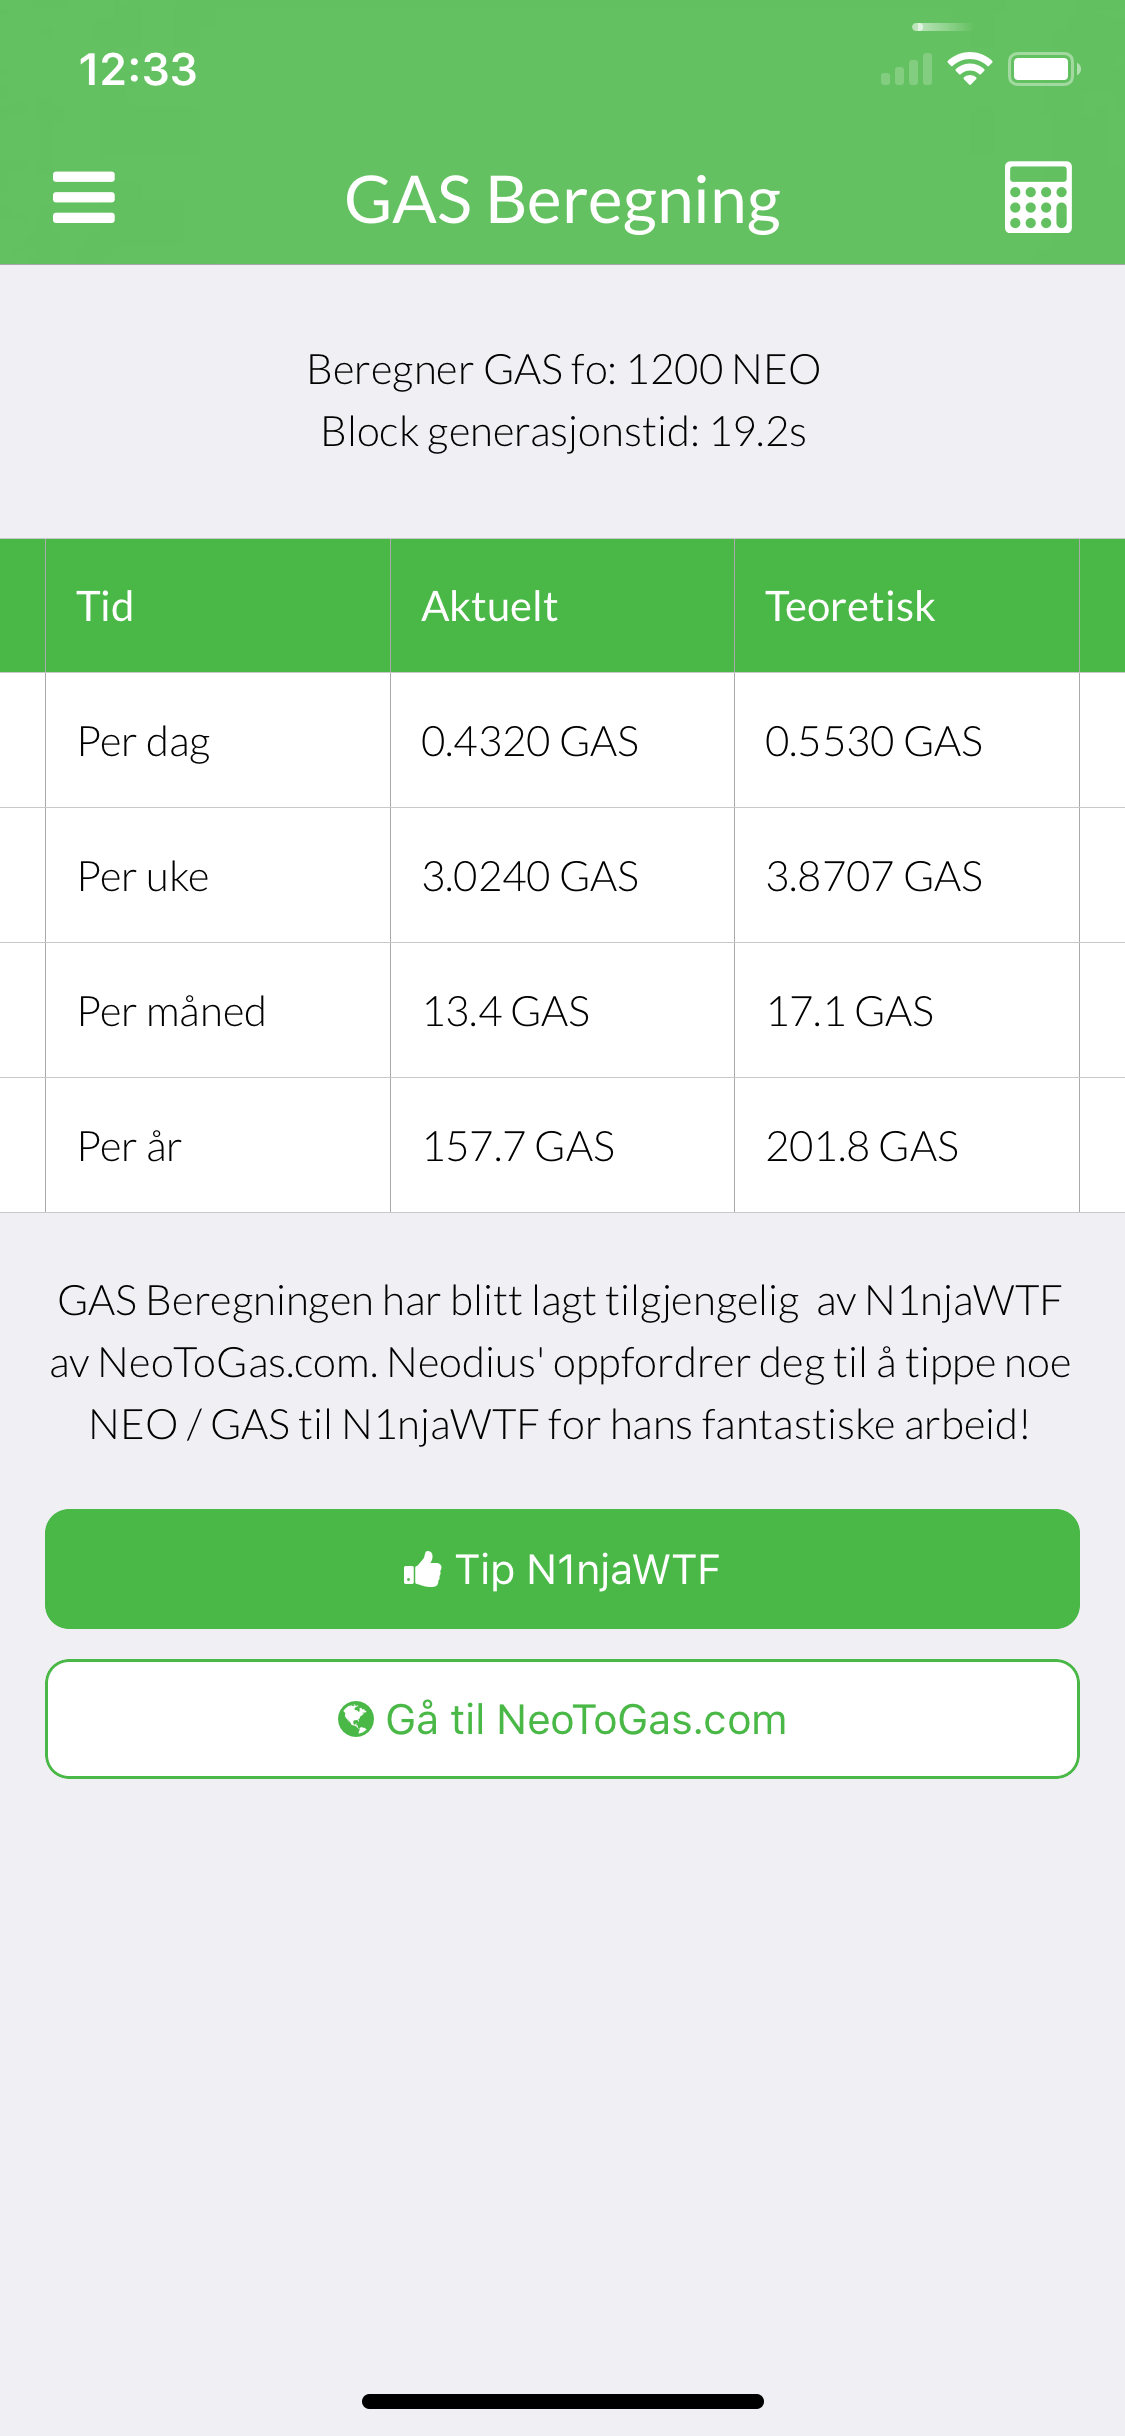 12:33
GAS Beregning
Beregner GAS fo: 1200 NEO
Block generasjonstid: 19.2s
Tid Aktuelt Teoretisk
Per dag 0.4320 GAS 0.5530 GAS
Per uke 3.0240 GAS 3.8707 GAS
Per måned 13.4 GAS 17.1 GAS
Per år 157.7 GAS 201.8 GAS
GAS Beregningen har blitt lagt tilgjengelig  av N1njaWTF
av NeoToGas.com. Neodius' oppfordrer deg til å tippe noe
NEO / GAS til N1njaWTF for hans fantastiske arbeid!
Tip N1njaWTF
Gå til NeoToGas.com